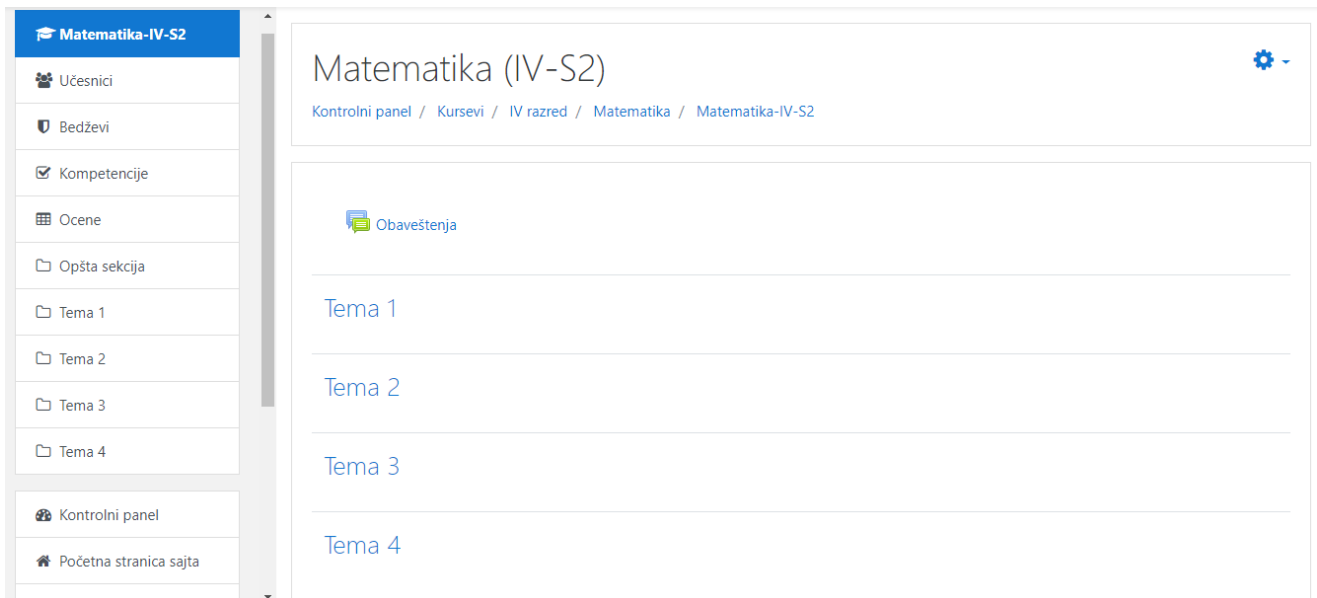 Matematika-IV-S2
Učesnici
Bedževi
Kompetencije
Ocene
Opšta sekcija
Tema 1
Tema 2
Tema 3
Tema 4
Kontrolni panel
Početna stranica sajta
Matematika (IV-S2)
Kontrolni panel / Kursevi / IV razred / Matematika / Matematika-IV-S2
Obaveštenja
Tema 1
Tema 2
Tema 3
Tema 4